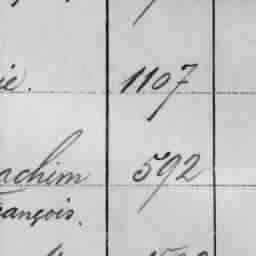 ie. 1107
achim 592
rançois.